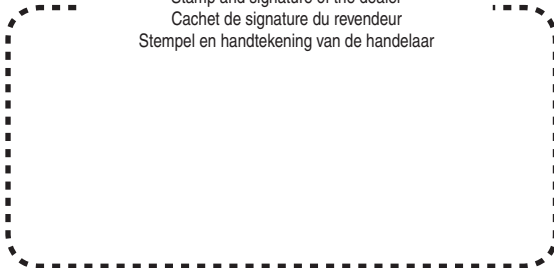 Stamp and signature of the dealer
Cachet de signature du revendeur
Stempel en handtekening van de handelaar